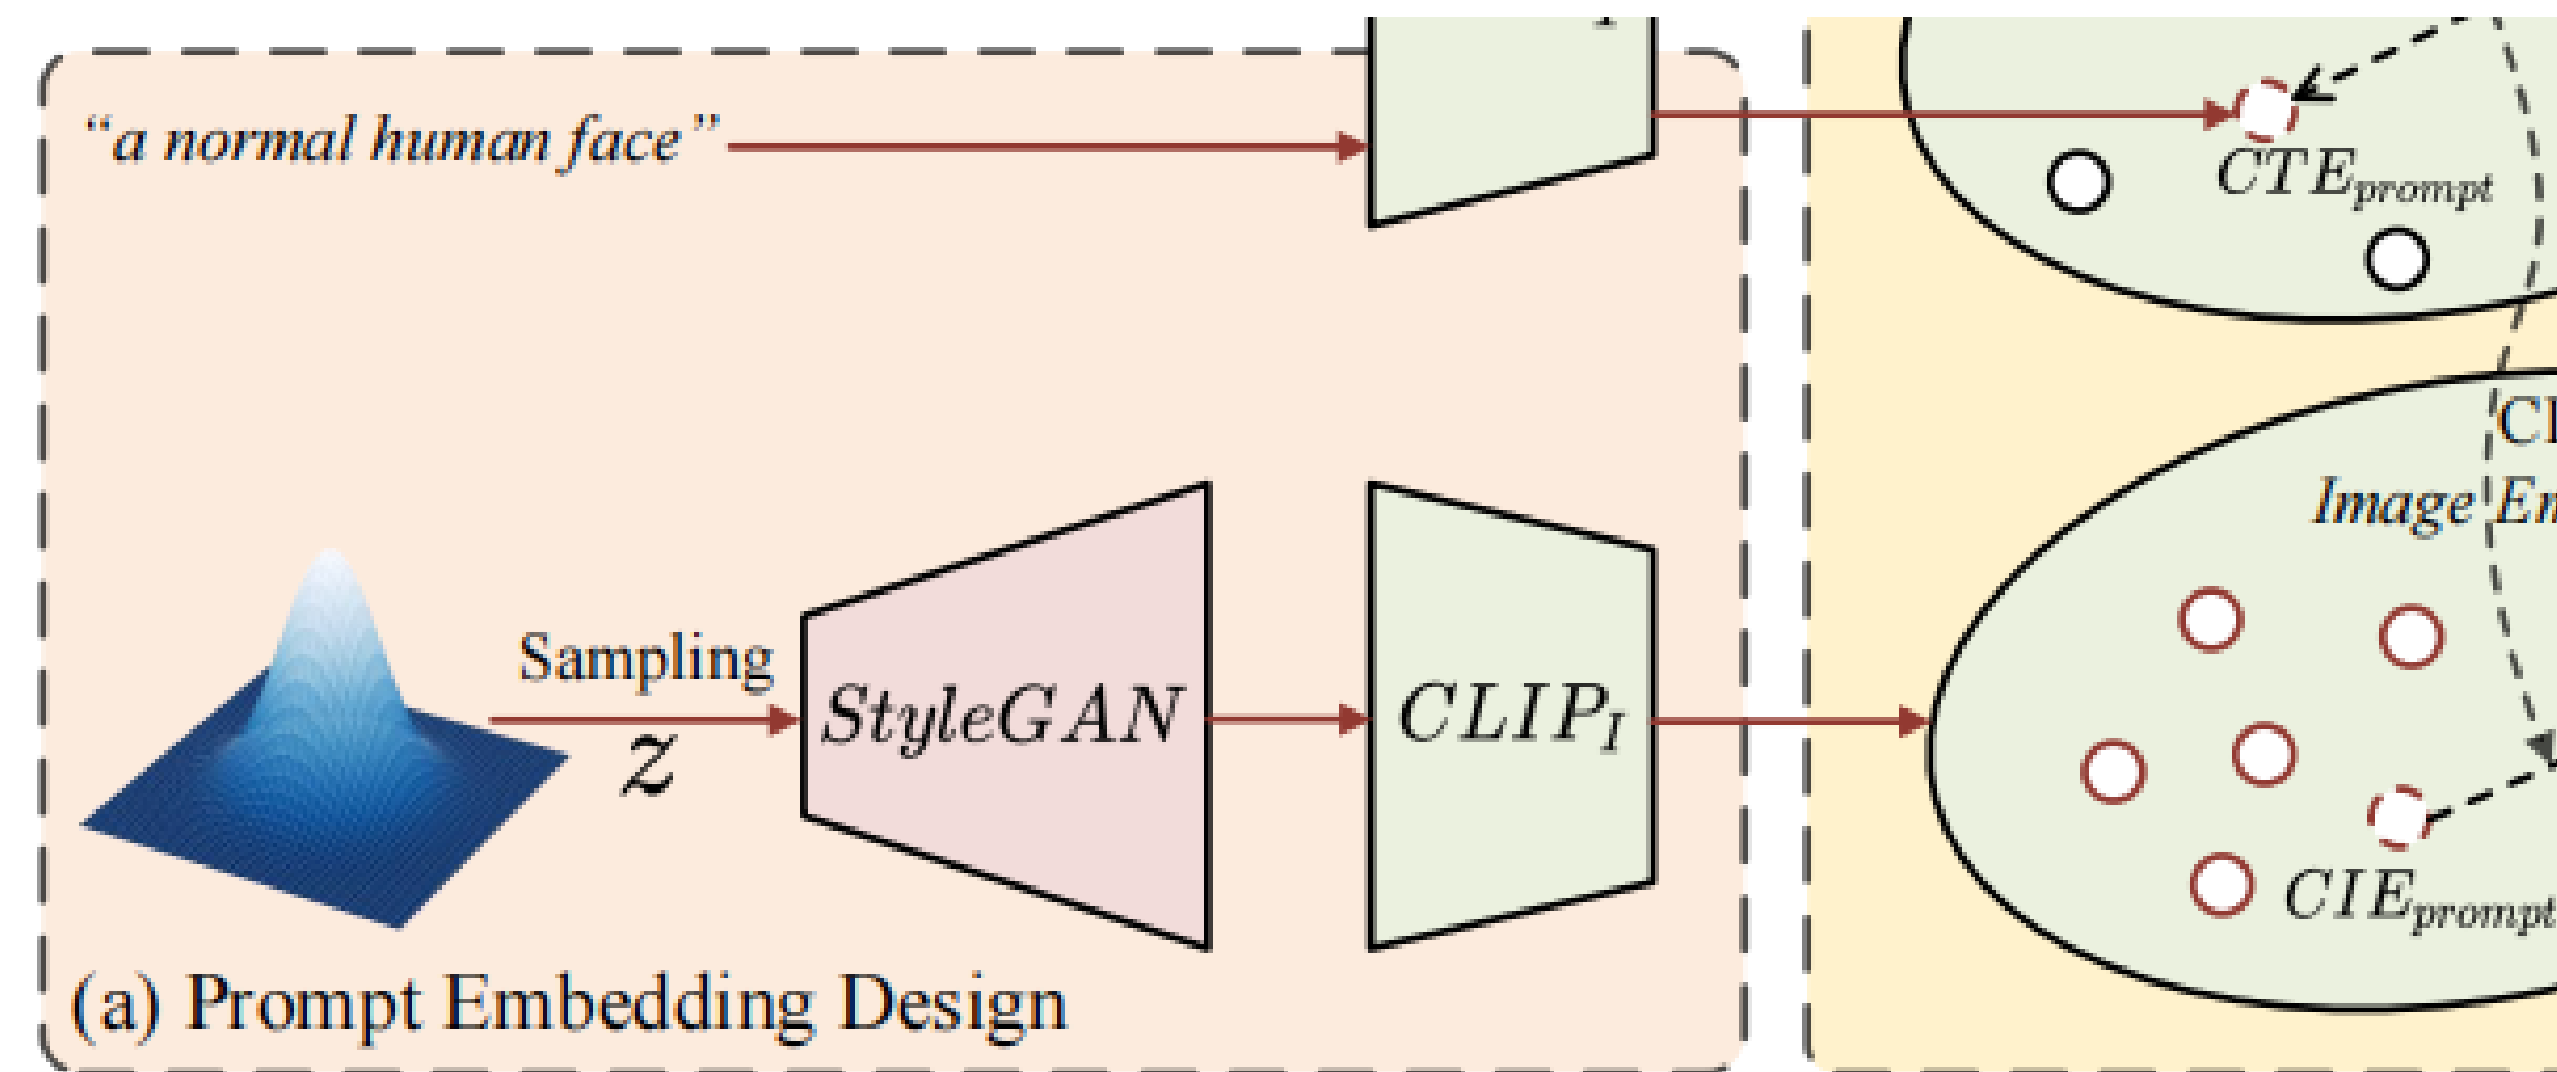 “a normal human face”
CTE_prompt
Image
Sampling
z
StyleGAN
CLIP_I
CIE_prompt
(a) Prompt Embedding Design